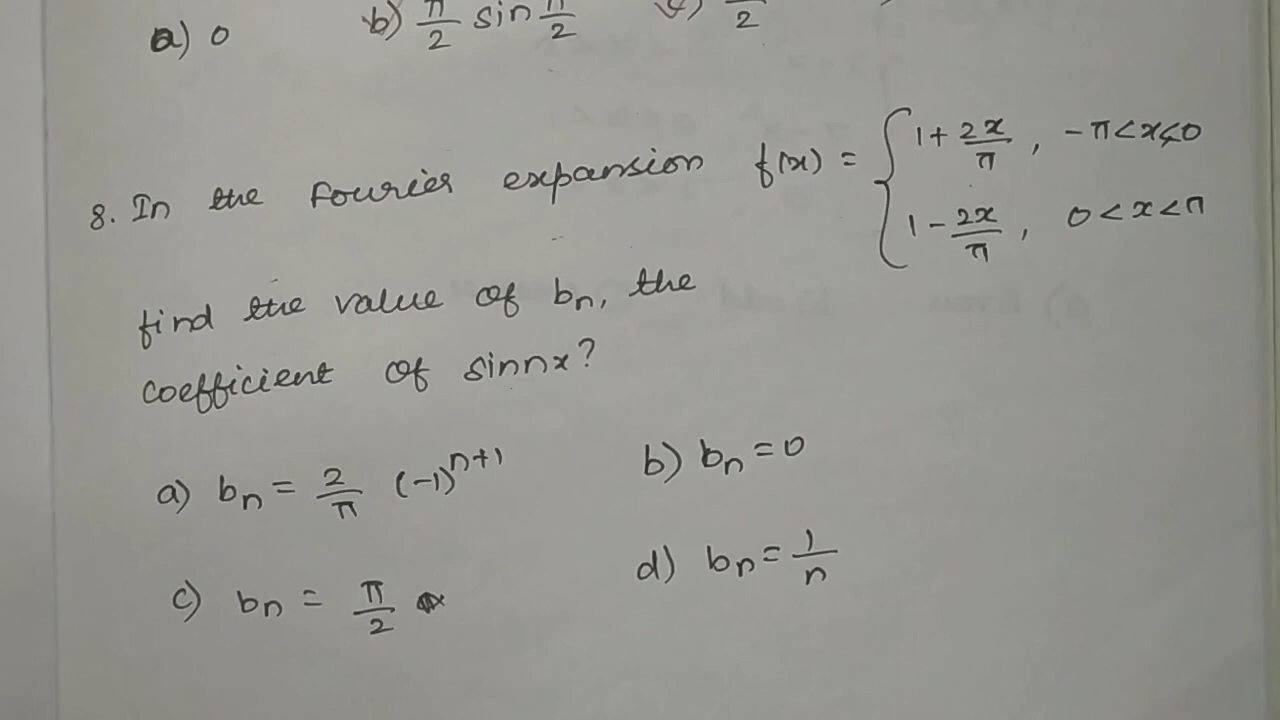 a) 0 b) π/2 sin π/2 c) /2
8. In the Fourier expansion f(x) = { 1 + 2x/π , -π < x < 0
1 - 2x/π , 0 < x < π
find the value of bn, the
coefficient of sinnx?
a) bn = 2/π (-1)^n+1 b) bn = 0
c) bn = π/2 d) bn = 1/n